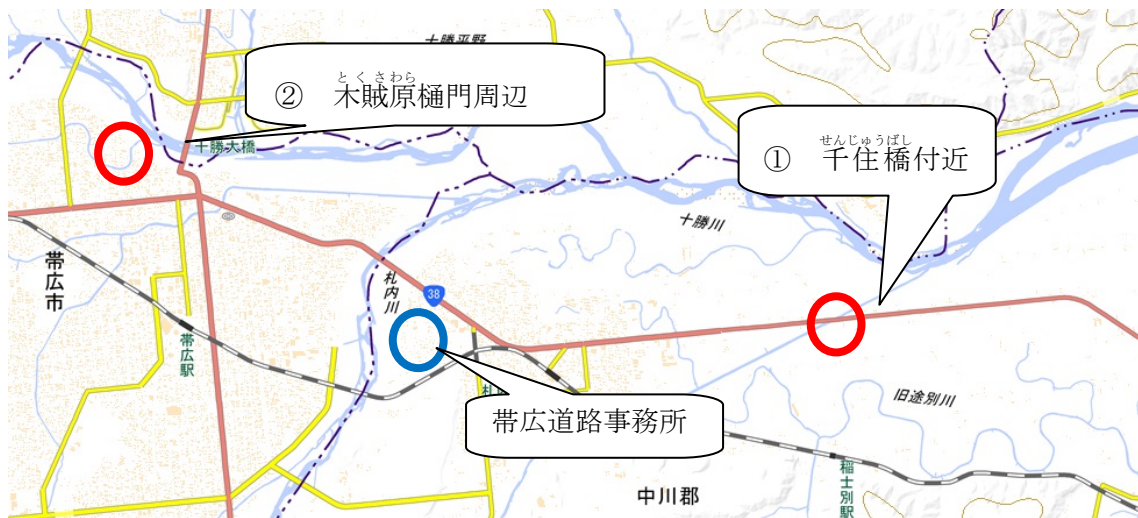 十勝平野
とくさわら
② 木賊原樋門周辺
十勝大橋
せんじゅうばし
① 千住橋付近
十勝川
帯広市
札内川
38
帯広駅
札
帯広道路事務所
旧途別川
稲士別駅
中川郡